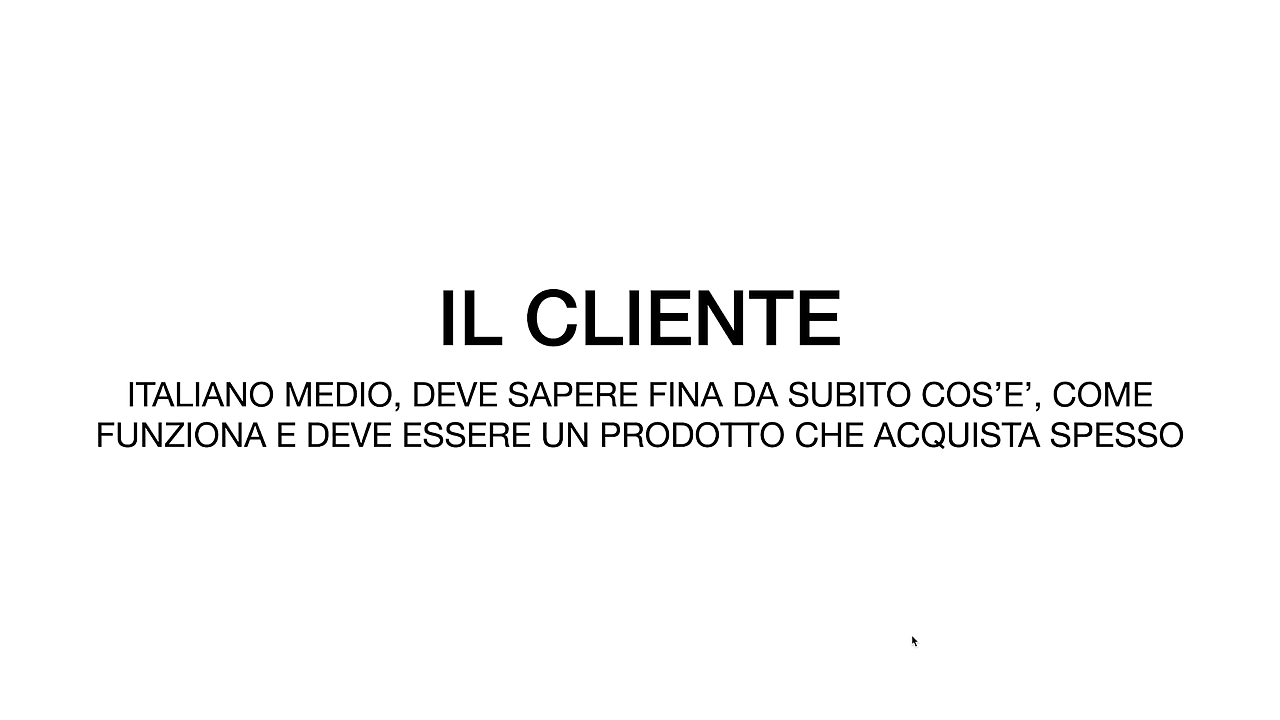 IL CLIENTE
ITALIANO MEDIO, DEVE SAPERE FINA DA SUBITO COS’E’, COME
FUNZIONA E DEVE ESSERE UN PRODOTTO CHE ACQUISTA SPESSO